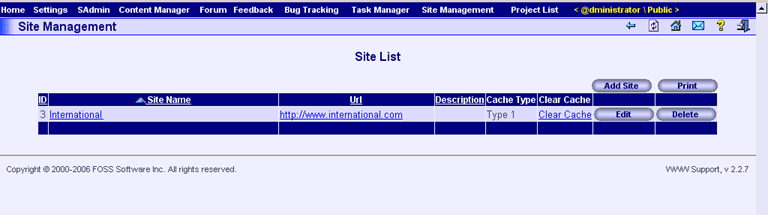 Home Settings SAdmin Content Manager Forum Feedback Bug Tracking Task Manager Site Management Project List < @dministrator \ Public >
Site Management
Site List
Add Site Print
ID Site Name Url Description Cache Type Clear Cache
3 International http://www.international.com Type 1 Clear Cache Edit Delete
Copyright © 2000-2006 FOSS Software Inc. All rights reserved. WWW Support, v 2.2.7